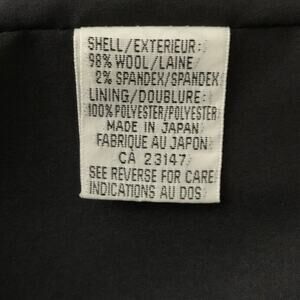 SHELL/EXTERIEUR:
98% WOOL/LAINE
2% SPANDEX/SPANDEX
LINING/DOUBLURE:
100% POLYESTER/POLYESTER
MADE IN JAPAN
FABRIQUE AU JAPON
CA 23147
SEE REVERSE FOR CARE
INDICATIONS AU DOS